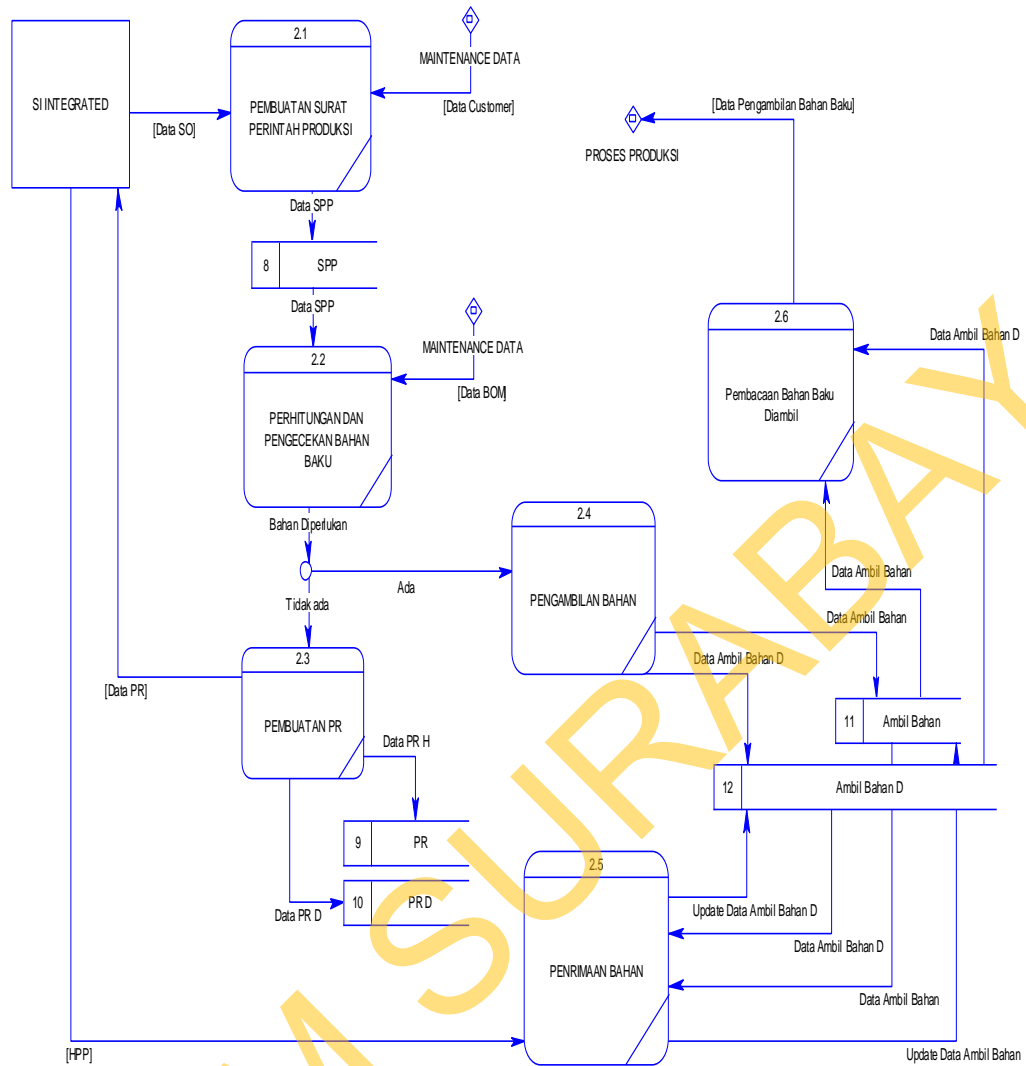 2.1
MAINTENANCE DATA
SI INTEGRATED
PEMBUATAN SURAT
PERINTAH PRODUKSI
[Data SO]
[Data Customer]
[Data Pengambilan Bahan Baku]
PROSES PRODUKSI
Data SPP
8
SPP
Data SPP
MAINTENANCE DATA
2.2
[Data BOM]
PERHITUNGAN DAN
PENGECEKAN BAHAN
BAKU
2.6
Data Ambil Bahan D
Pembacaan Bahan Baku
Diambil
Bahan Diperlukan
2.4
Ada
PENGAMBILAN BAHAN
Data Ambil Bahan
Data Ambil Bahan
Data Ambil Bahan D
Tidak ada
2.3
[Data PR]
PEMBUATAN PR
Data PR H
11
Ambil Bahan
12
Ambil Bahan D
9
PR
10
PR D
Data PR D
2.5
Update Data Ambil Bahan D
Data Ambil Bahan D
PENRIMAAN BAHAN
Data Ambil Bahan
[HPP]
Update Data Ambil Bahan
M SURABAY